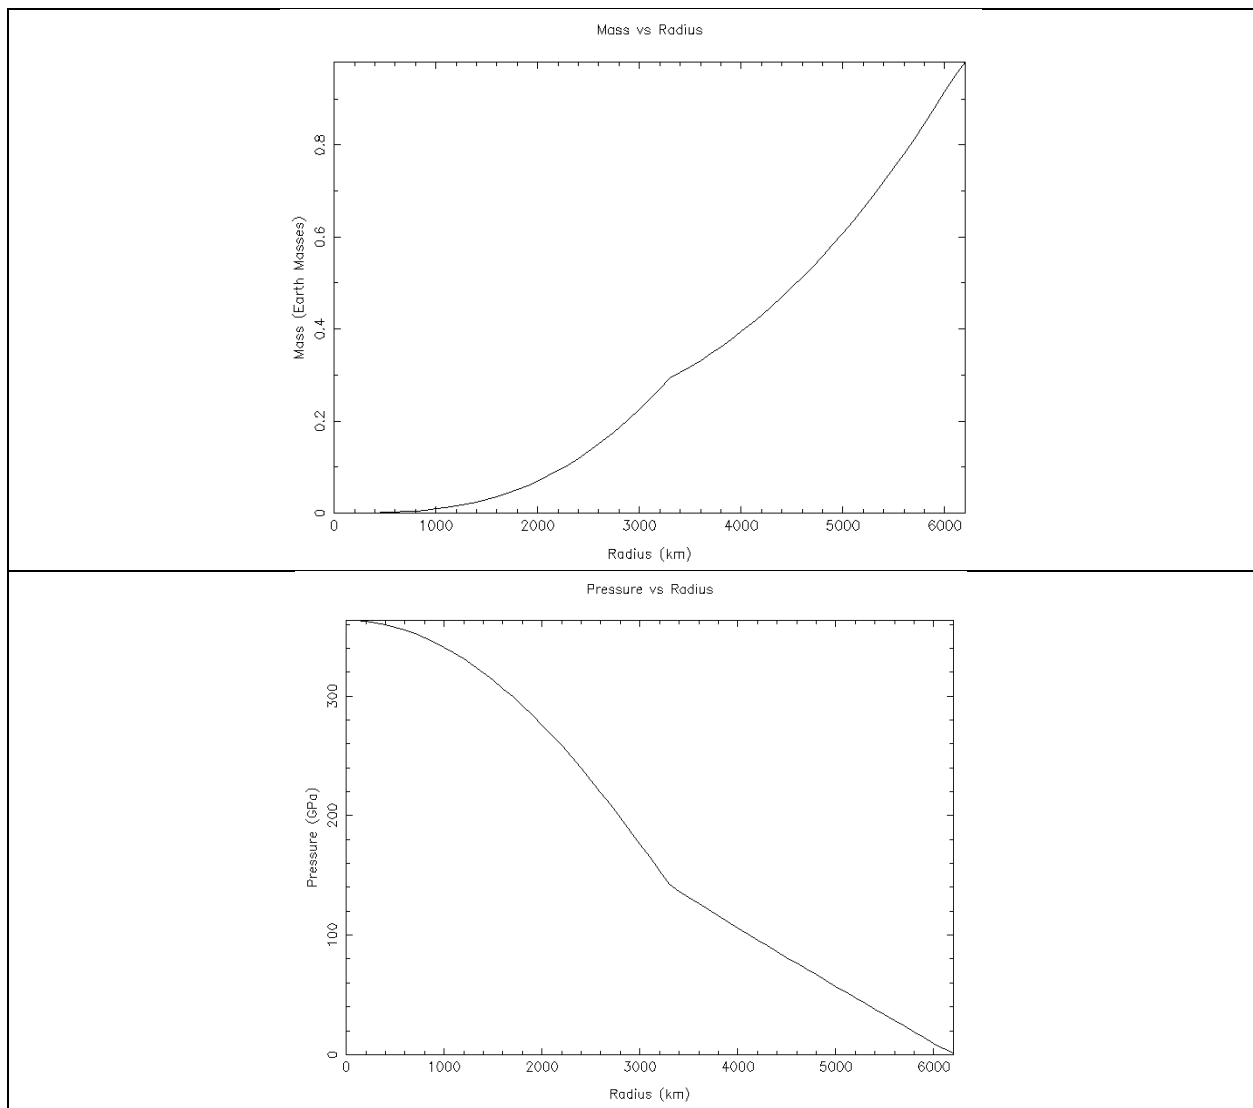 Mass vs Radius
0.8
0.6
0.4
0.2
0
Mass (Earth Masses)
0 1000 2000 3000 4000 5000 6000
Radius (km)
Pressure vs Radius
300
200
100
0
Pressure (GPa)
0 1000 2000 3000 4000 5000 6000
Radius (km)